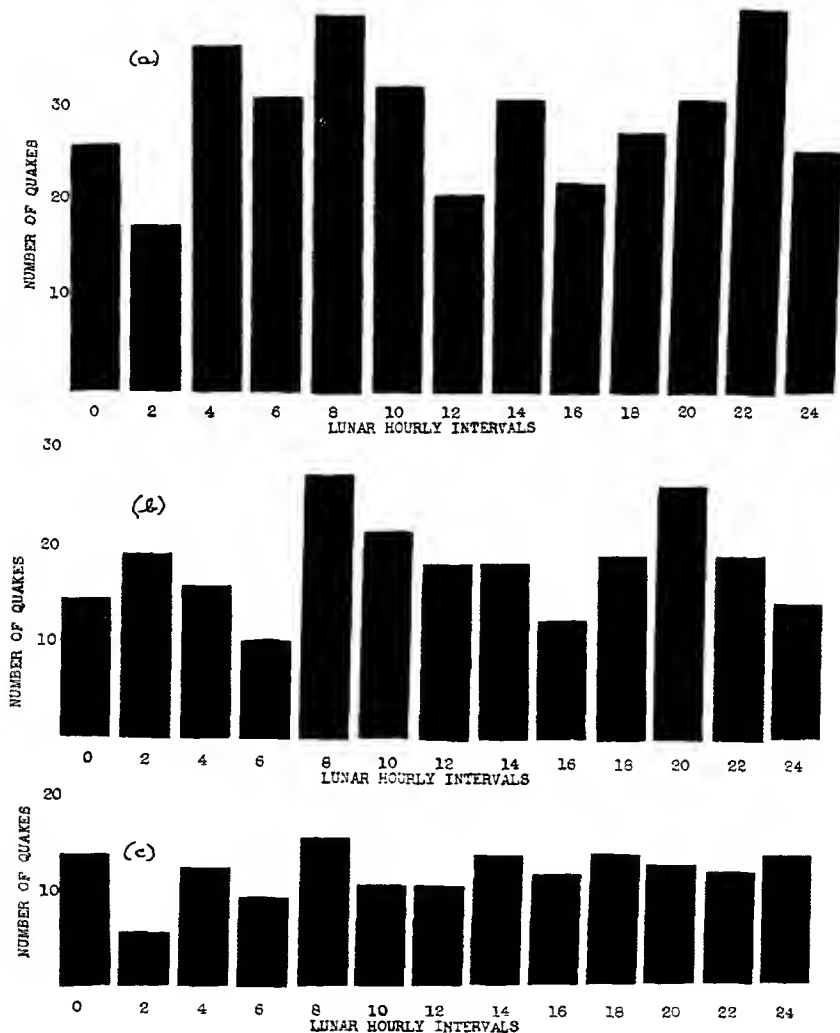 (a)
30
20
10
NUMBER OF QUAKES
0 2 4 6 8 10 12 14 16 18 20 22 24
LUNAR HOURLY INTERVALS
30
(b)
20
10
NUMBER OF QUAKES
0 2 4 6 8 10 12 14 16 18 20 22 24
LUNAR HOURLY INTERVALS
20
(c)
10
NUMBER OF QUAKES
0 2 4 6 8 10 12 14 16 18 20 22 24
LUNAR HOURLY INTERVALS